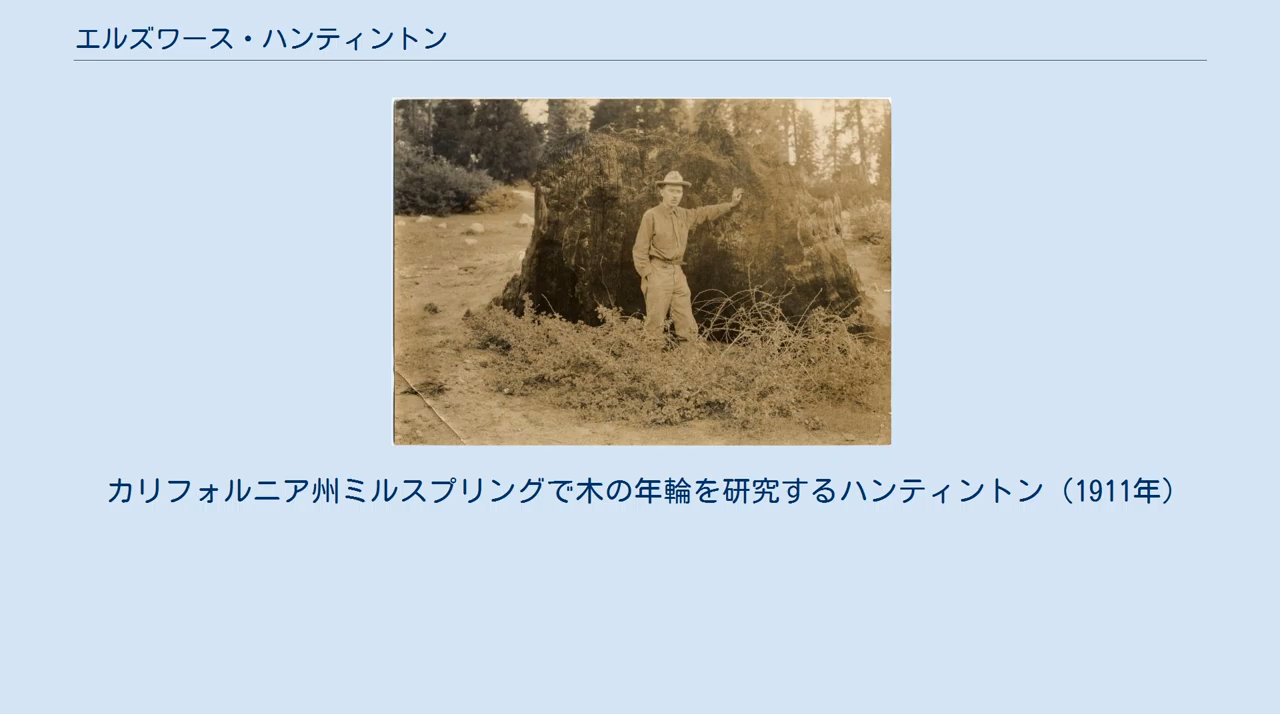 エルズワース・ハンティントン
カリフォルニア州ミルスプリングで木の年輪を研究するハンティントン（1911年）